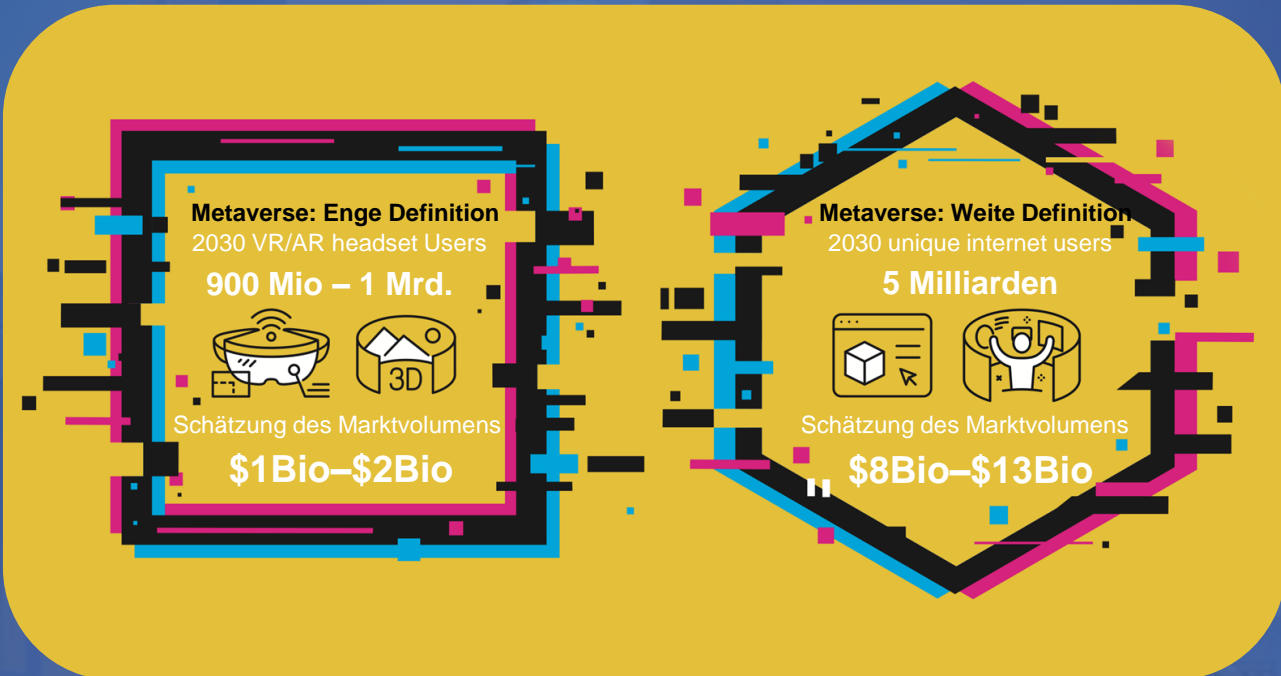 Metaverse: Enge Definition
2030 VR/AR headset Users
900 Mio – 1 Mrd.
3D
Schätzung des Marktvolumens
$1Bio–$2Bio
Metaverse: Weite Definition
2030 unique internet users
5 Milliarden
Schätzung des Marktvolumens
$8Bio–$13Bio